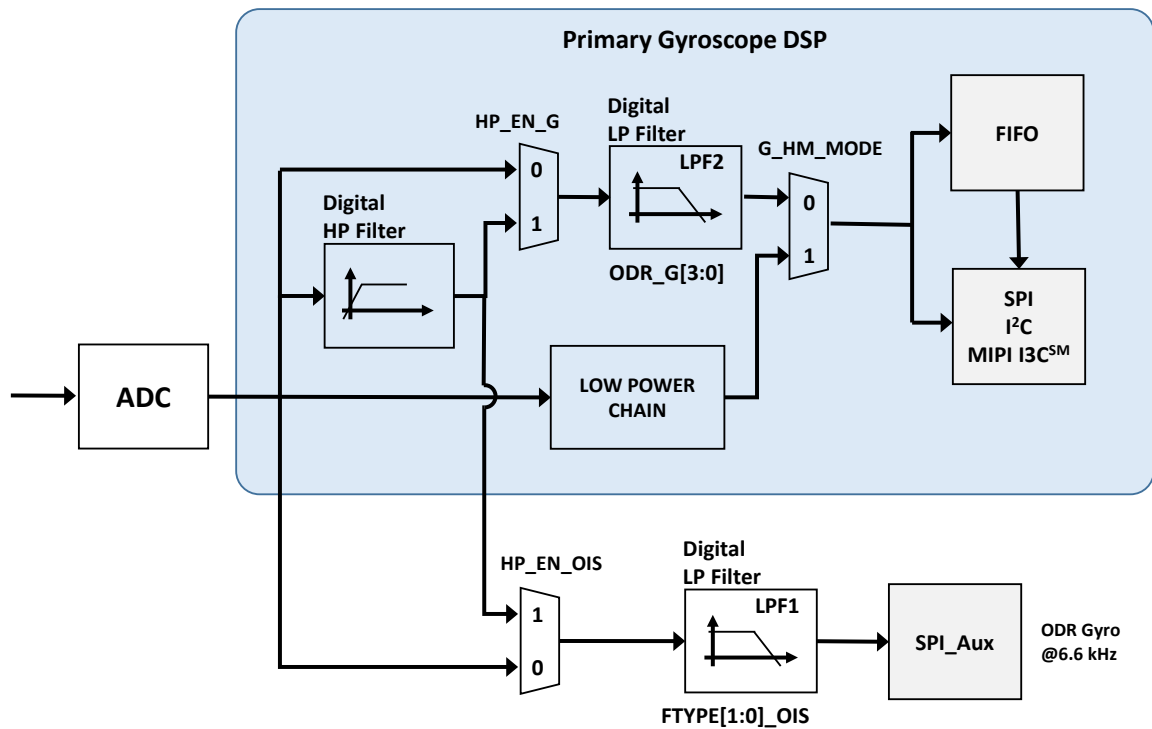 Primary Gyroscope DSP
HP_EN_G
0
1
Digital
LP Filter
LPF2
ODR_G[3:0]
G_HM_MODE
0
1
FIFO
Digital
HP Filter
SPI
I²C
MIPI I3Cˢᴹ
ADC
LOW POWER
CHAIN
HP_EN_OIS
1
0
Digital
LP Filter
LPF1
FTYPE[1:0]_OIS
SPI_Aux
ODR Gyro
@6.6 kHz